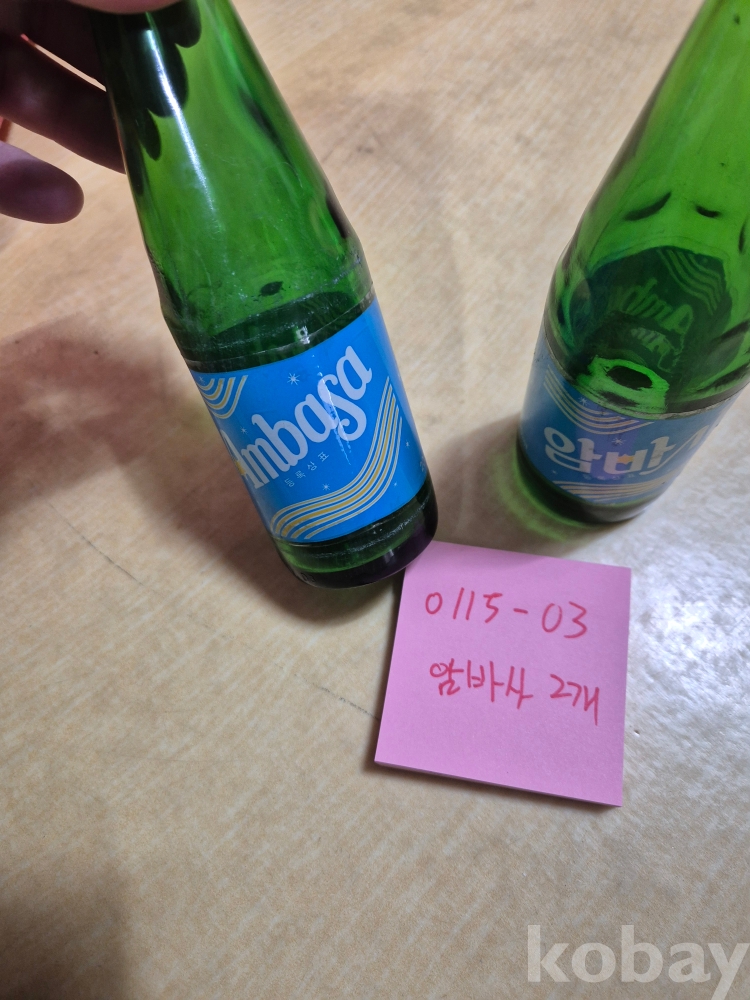 Ambasa
등록상표
암바사
0115-03
암바사 2개
kobay